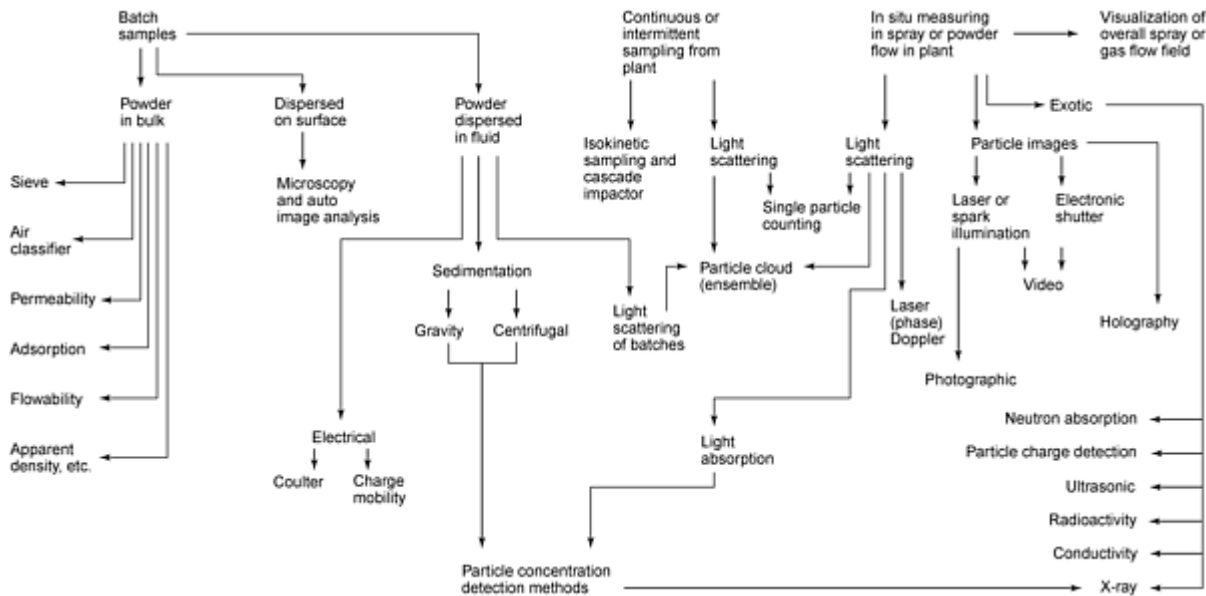 Batch
samples
Continuous or
intermittent
sampling from
plant
In situ measuring
in spray or powder
flow in plant
Visualization of
overall spray or
gas flow field
Powder
in bulk
Dispersed
on surface
Powder
dispersed
in fluid
Exotic
Isokinetic
sampling and
cascade
impactor
Light
scattering
Light
scattering
Particle images
Sieve
Microscopy
and auto
image analysis
Single particle
counting
Laser or
spark
illumination
Electronic
shutter
Air
classifier
Sedimentation
Particle cloud
(ensemble)
Video
Permeability
Gravity
Centrifugal
Light
scattering
of batches
Laser
(phase)
Doppler
Holography
Adsorption
Photographic
Flowability
Neutron absorption
Apparent
density, etc.
Electrical
Light
absorption
Particle charge detection
Coulter
Charge
mobility
Ultrasonic
Radioactivity
Conductivity
Particle concentration
detection methods
X-ray